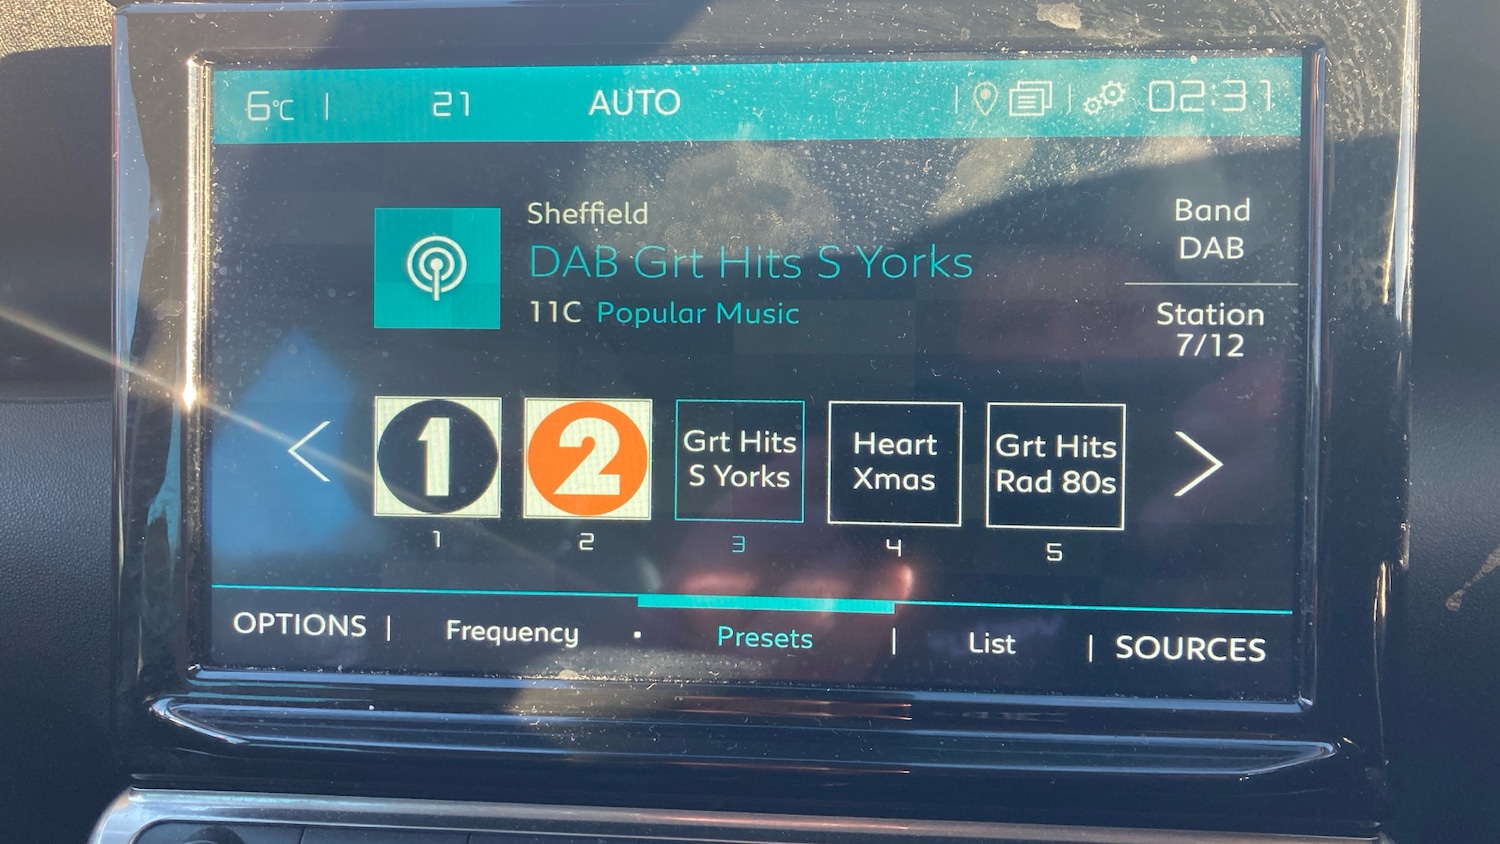 6°C | 21 AUTO | | 02:31
Sheffield
DAB Grt Hits S Yorks
11C Popular Music
Band
DAB
Station
7/12
1
2
Grt Hits
S Yorks
Heart
Xmas
Grt Hits
Rad 80s
1 2 3 4 5
OPTIONS | Frequency · Presets | List | SOURCES